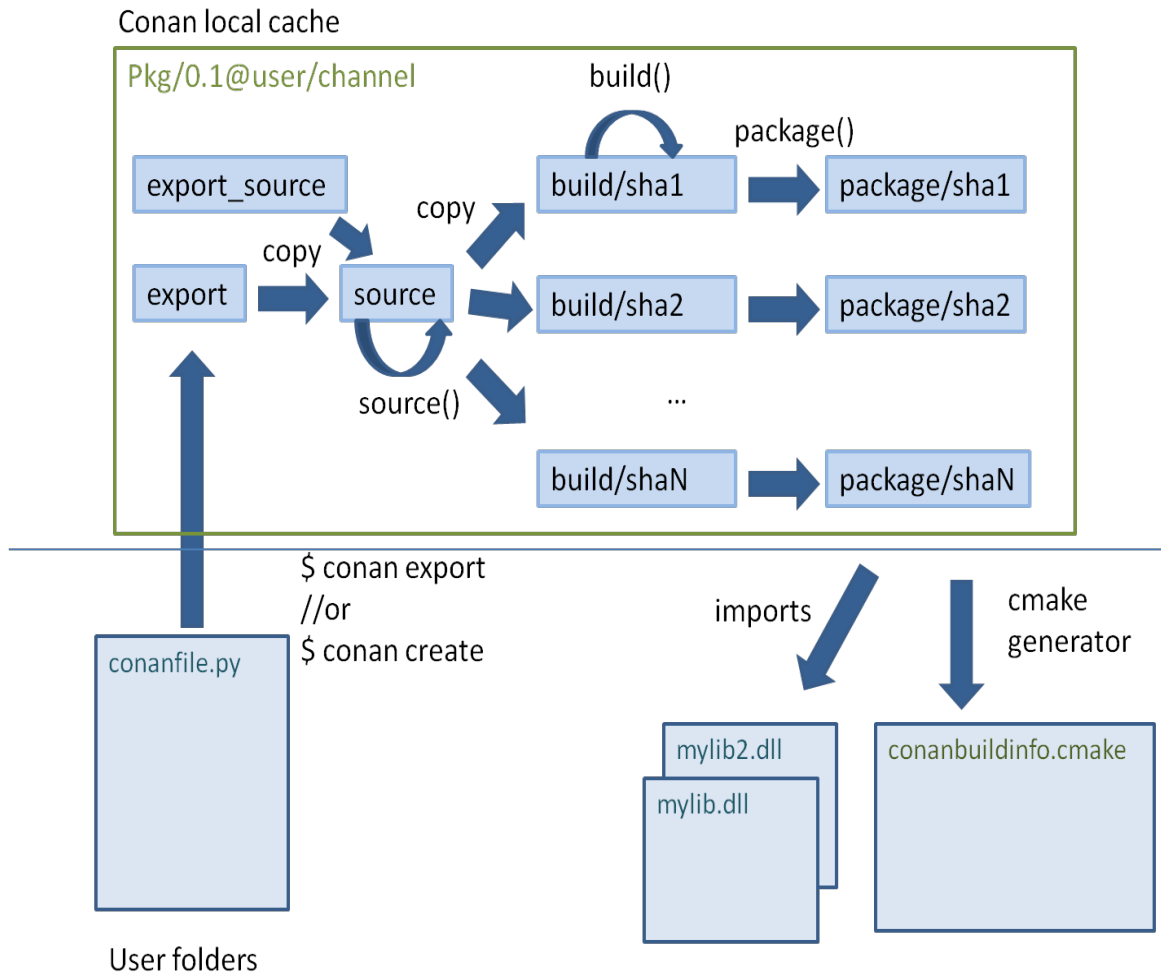 Conan local cache
Pkg/0.1@user/channel
build()
package()
export_source
build/sha1
package/sha1
copy
copy
export
source
build/sha2
package/sha2
source()
...
build/shaN
package/shaN
$ conan export
//or
$ conan create
imports
cmake
generator
conanfile.py
mylib2.dll
conanbuildinfo.cmake
mylib.dll
User folders